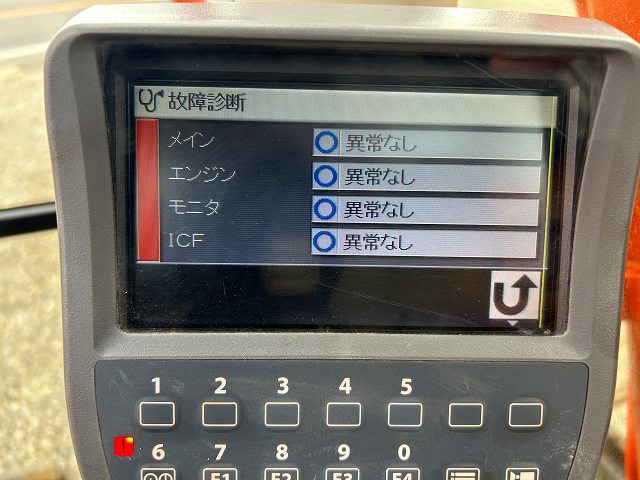 故障診断
メイン 異常なし
エンジン 異常なし
モニタ 異常なし
ICF 異常なし
1 2 3 4 5
6 7 8 9 0
F1 F2 F3 F4